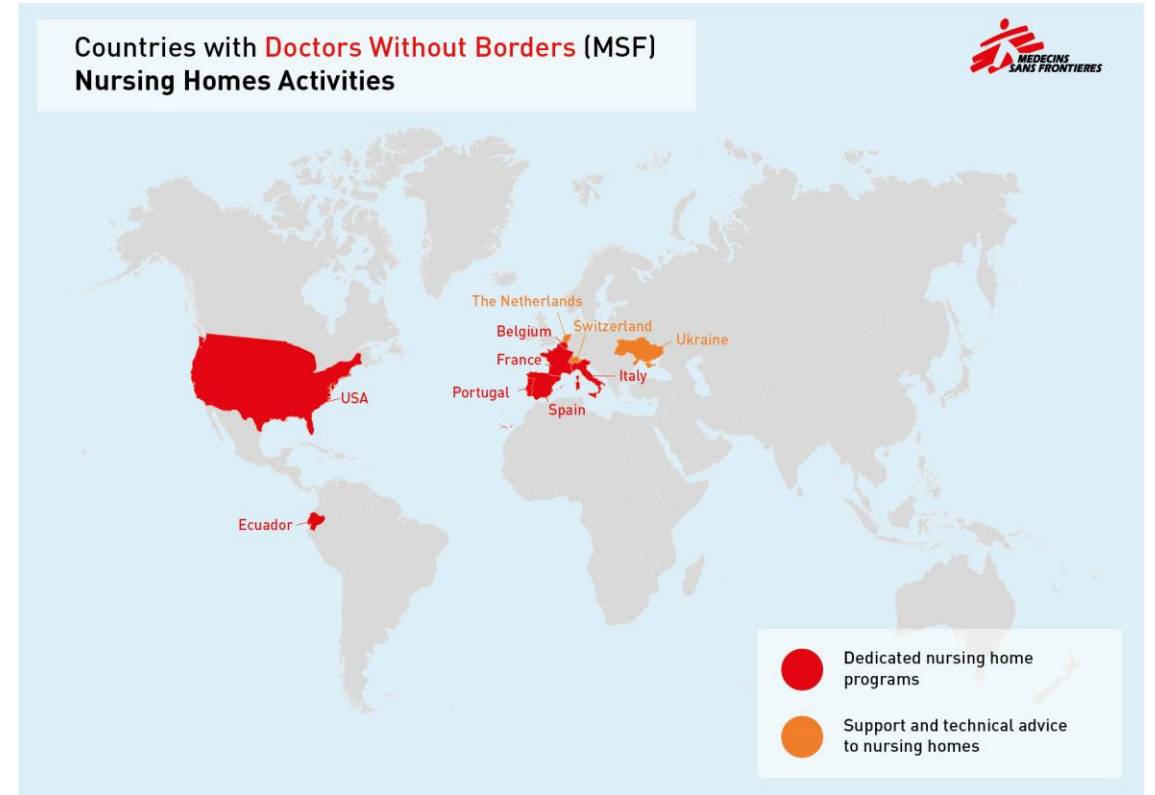 Countries with Doctors Without Borders (MSF)
Nursing Homes Activities
MEDECINS
SANS FRONTIERES
The Netherlands
Belgium
Switzerland
Ukraine
France
Italy
Portugal
Spain
USA
Ecuador
Dedicated nursing home
programs
Support and technical advice
to nursing homes